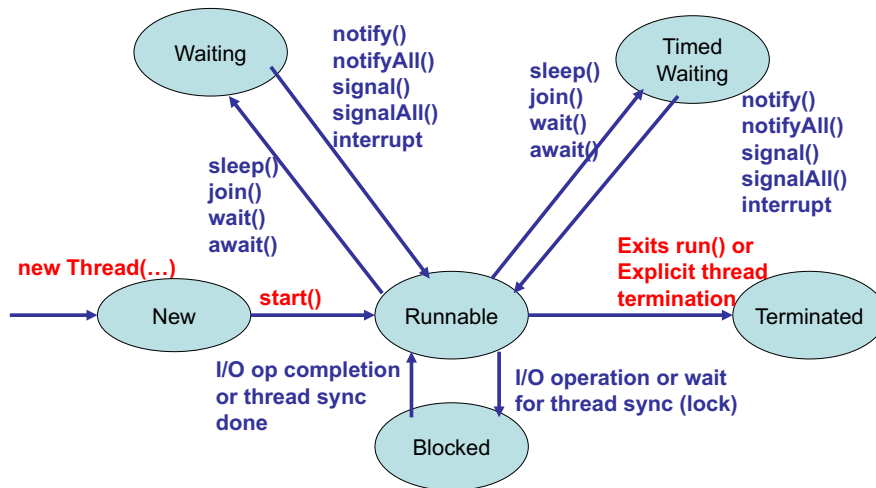 Waiting
notify()
notifyAll()
signal()
signalAll()
interrupt
sleep()
join()
wait()
await()
Timed
Waiting
sleep()
join()
wait()
await()
notify()
notifyAll()
signal()
signalAll()
interrupt
new Thread(…)
New
start()
Runnable
Exits run() or
Explicit thread
termination
Terminated
I/O op completion
or thread sync
done
I/O operation or wait
for thread sync (lock)
Blocked